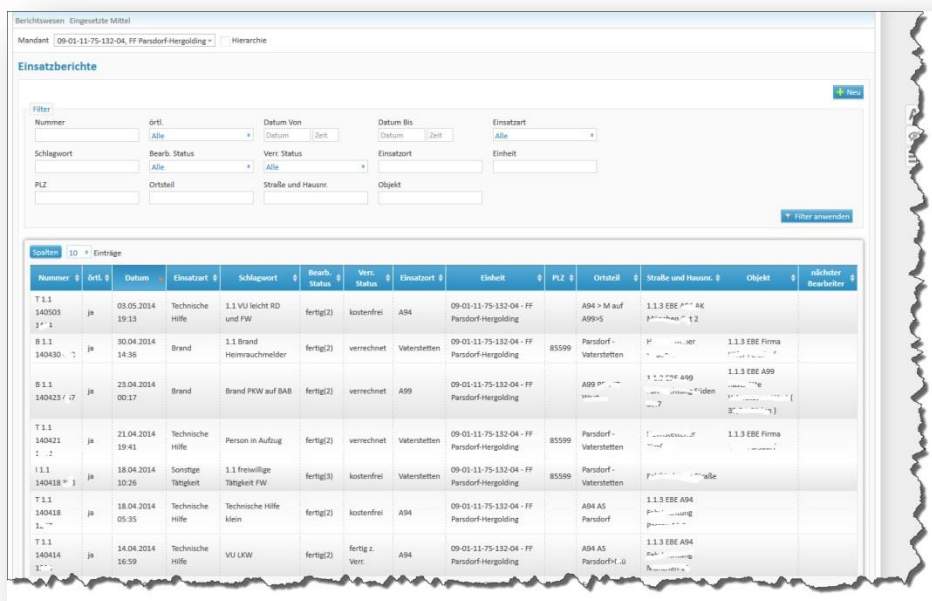 Berichtswesen Eingesetzte Mittel
Mandant 09-01-11-75-132-04, FF Parsdorf-Hergolding Hierarchie
Einsatzberichte
Neu
Filter
Nummer örtl. Datum Von Datum Bis Einsatzart
Alle Datum Zeit Datum Zeit Alle
Schlagwort Bearb. Status Verr. Status Einsatzort Einheit
Alle Alle
PLZ Ortsteil Straße und Hausnr. Objekt
Filter anwenden
Spalten 10 Einträge
Nummer örtl. Datum Einsatzart Schlagwort Bearb. Status Verr. Status Einsatzort Einheit PLZ Ortsteil Straße und Hausnr. Objekt nächster Bearbeiter
T 1.1 140503 ja 03.05.2014 19:13 Technische Hilfe 1.1 VU leicht RD und FW fertig(2) kostenfrei A94 09-01-11-75-132-04 - FF Parsdorf-Hergolding A94 > M auf A99>S 1.1.3 EBE AK
B 1.1 140430 ja 30.04.2014 14:36 Brand 1.1 Brand Heimrauchmelder fertig(2) verrechnet Vaterstetten 09-01-11-75-132-04 - FF Parsdorf-Hergolding 85599 Parsdorf - Vaterstetten 1.1.3 EBE Firma
B 1.1 140423 ja 23.04.2014 00:17 Brand Brand PKW auf BAB fertig(2) verrechnet A99 09-01-11-75-132-04 - FF Parsdorf-Hergolding A99 A99 1.1.3 EBE A99
T 1.1 140421 ja 21.04.2014 19:41 Technische Hilfe Person in Aufzug fertig(2) verrechnet Vaterstetten 09-01-11-75-132-04 - FF Parsdorf-Hergolding 85599 Parsdorf - Vaterstetten 1.1.3 EBE Firma
I 1.1 140418 ja 18.04.2014 10:26 Sonstige Tätigkeit 1.1 freiwillige Tätigkeit FW fertig(3) kostenfrei Vaterstetten 09-01-11-75-132-04 - FF Parsdorf-Hergolding 85599 Parsdorf - Vaterstetten
T 1.1 140418 ja 18.04.2014 05:35 Technische Hilfe Technische Hilfe klein fertig(2) kostenfrei A94 09-01-11-75-132-04 - FF Parsdorf-Hergolding A94 AS Parsdorf 1.1.3 EBE A94
T 1.1 140414 ja 14.04.2014 16:59 Technische Hilfe VU LKW fertig(2) fertig z. Verr. A94 09-01-11-75-132-04 - FF Parsdorf-Hergolding A94 AS 1.1.3 EBE A94